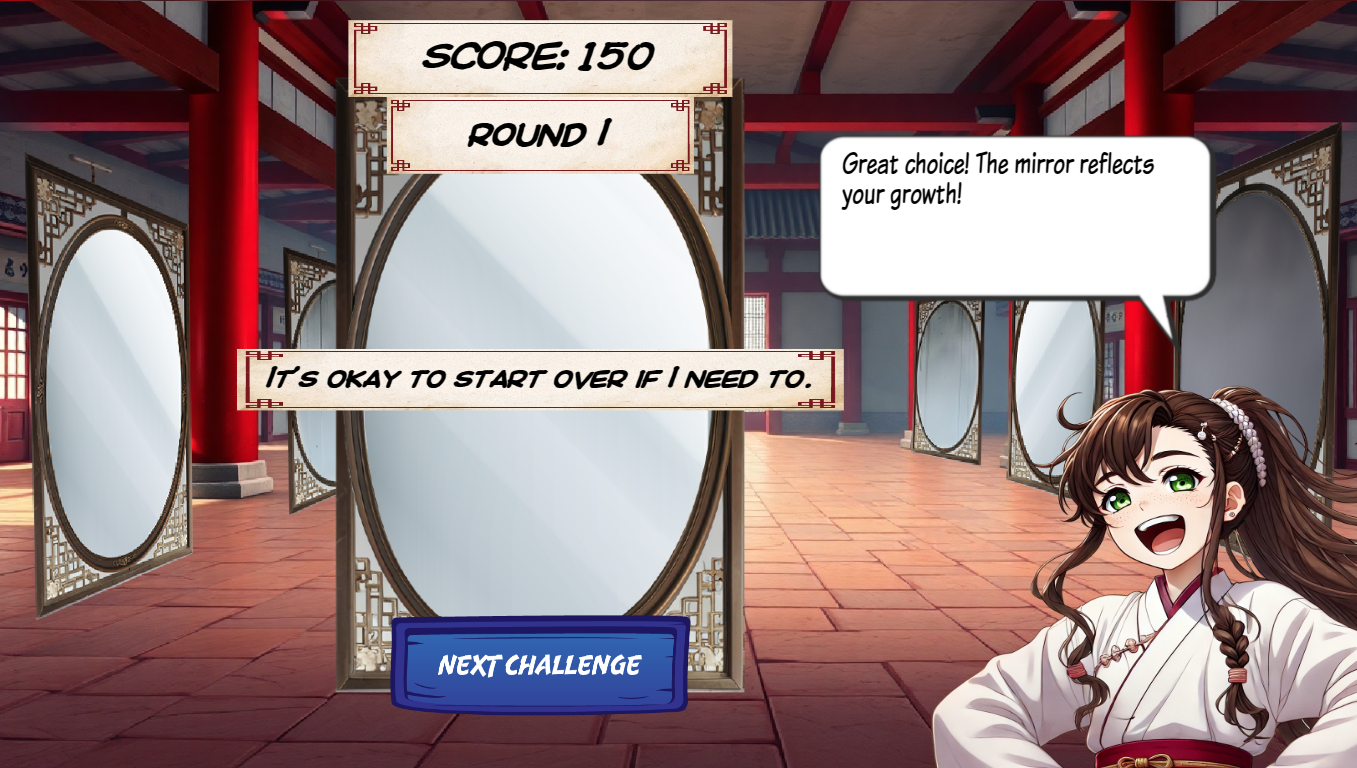 SCORE: 150
ROUND 1
Great choice! The mirror reflects
your growth!
IT'S OKAY TO START OVER IF I NEED TO.
NEXT CHALLENGE